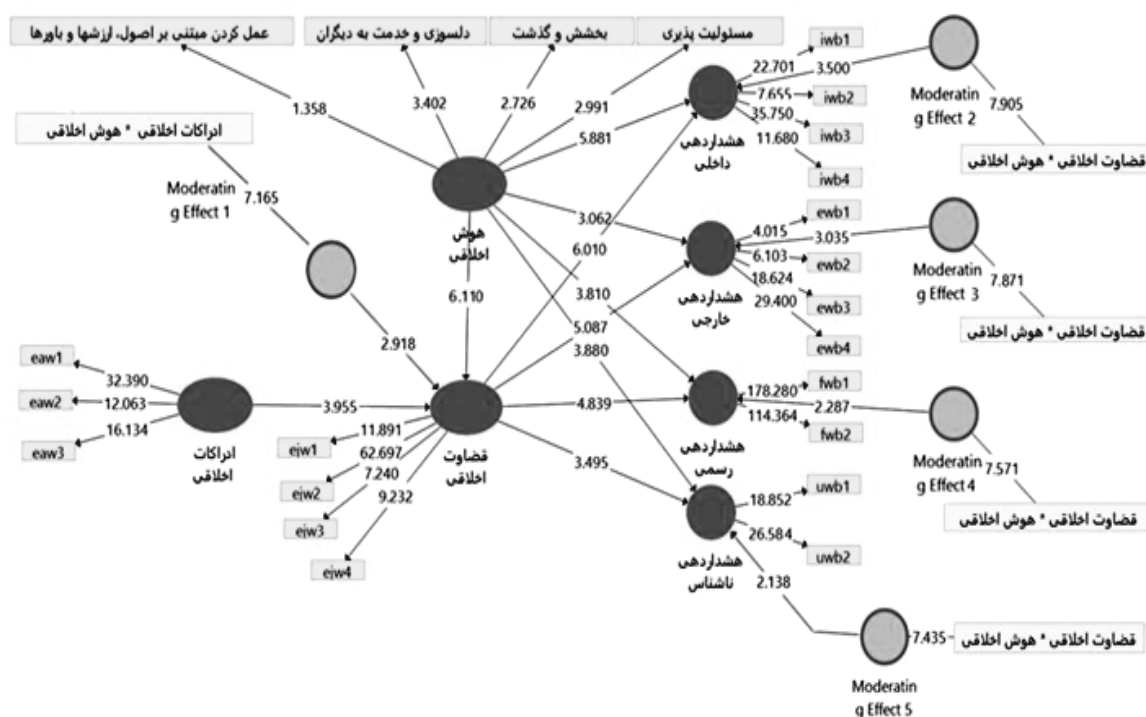 عمل کردن مبتنی بر اصول، ارزشها و باورها
دلسوزی و خدمت به دیگران
بخشش و گذشت
مسئولیت پذیری
1.358
3.402
2.726
2.991
5.881
iwb1
22.701
3.500
iwb2
7.655
35.750
iwb3
11.680
iwb4
هشداردهی
داخلی
Moderatin
g Effect 2
7.905
قضاوت اخلاقی * هوش اخلاقی
ادراکات اخلاقی * هوش اخلاقی
7.165
Moderatin
g Effect 1
هوش
اخلاقی
3.062
6.010
6.110
3.810
5.087
3.880
ewb1
4.015
3.035
ewb2
6.103
18.624
ewb3
29.400
ewb4
هشداردهی
خارجی
Moderatin
g Effect 3
7.871
قضاوت اخلاقی * هوش اخلاقی
2.918
eaw1
32.390
eaw2
12.063
16.134
eaw3
ادراکات
اخلاقی
3.955
11.891
ejw1
62.697
7.240
ejw2
9.232
ejw3
ejw4
قضاوت
اخلاقی
4.839
3.495
fwb1
178.280
2.287
114.364
fwb2
هشداردهی
رسمی
Moderatin
g Effect 4
7.571
قضاوت اخلاقی * هوش اخلاقی
uwb1
18.852
26.584
uwb2
هشداردهی
ناشناس
2.138
7.435
قضاوت اخلاقی * هوش اخلاقی
Moderatin
g Effect 5